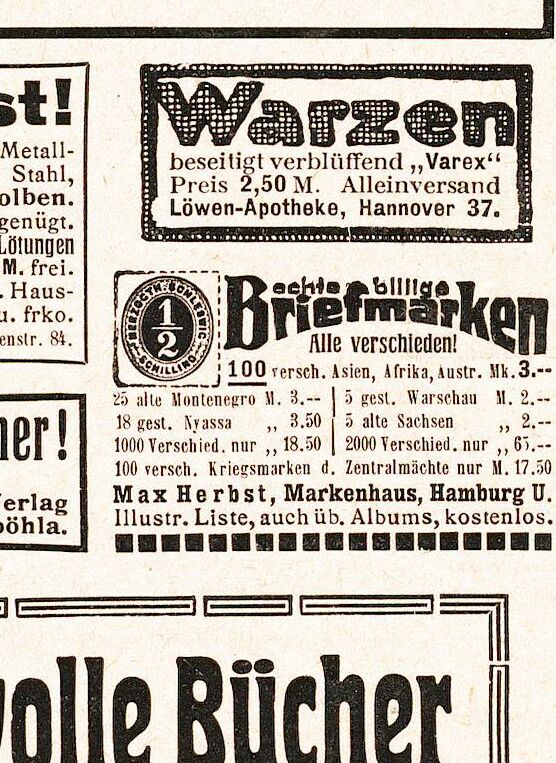 st!
Metall-
Stahl,
olben.
genügt.
Lötungen
M. frei.
. Haus-
u. frko.
enstr. 84.
ner!
Verlag
pöhla.
Warzen
beseitigt verblüffend „Varex“
Preis 2,50 M. Alleinversand
Löwen-Apotheke, Hannover 37.
HERZOGTH. SCHLESWIG
1/2
SCHILLING
echte billige
Briefmarken
Alle verschieden!
100 versch. Asien, Afrika, Austr. Mk. 3.--
25 alte Montenegro M. 3.-- | 5 gest. Warschau M. 2.--
18 gest. Nyassa „ 3.50 | 5 alte Sachsen „ 2.--
1000 Verschied. nur „ 18.50 | 2000 Verschied. nur „ 65.--
100 versch. Kriegsmarken d. Zentralmächte nur M. 17.50
Max Herbst, Markenhaus, Hamburg U.
Illustr. Liste, auch üb. Albums, kostenlos.
volle Bücher